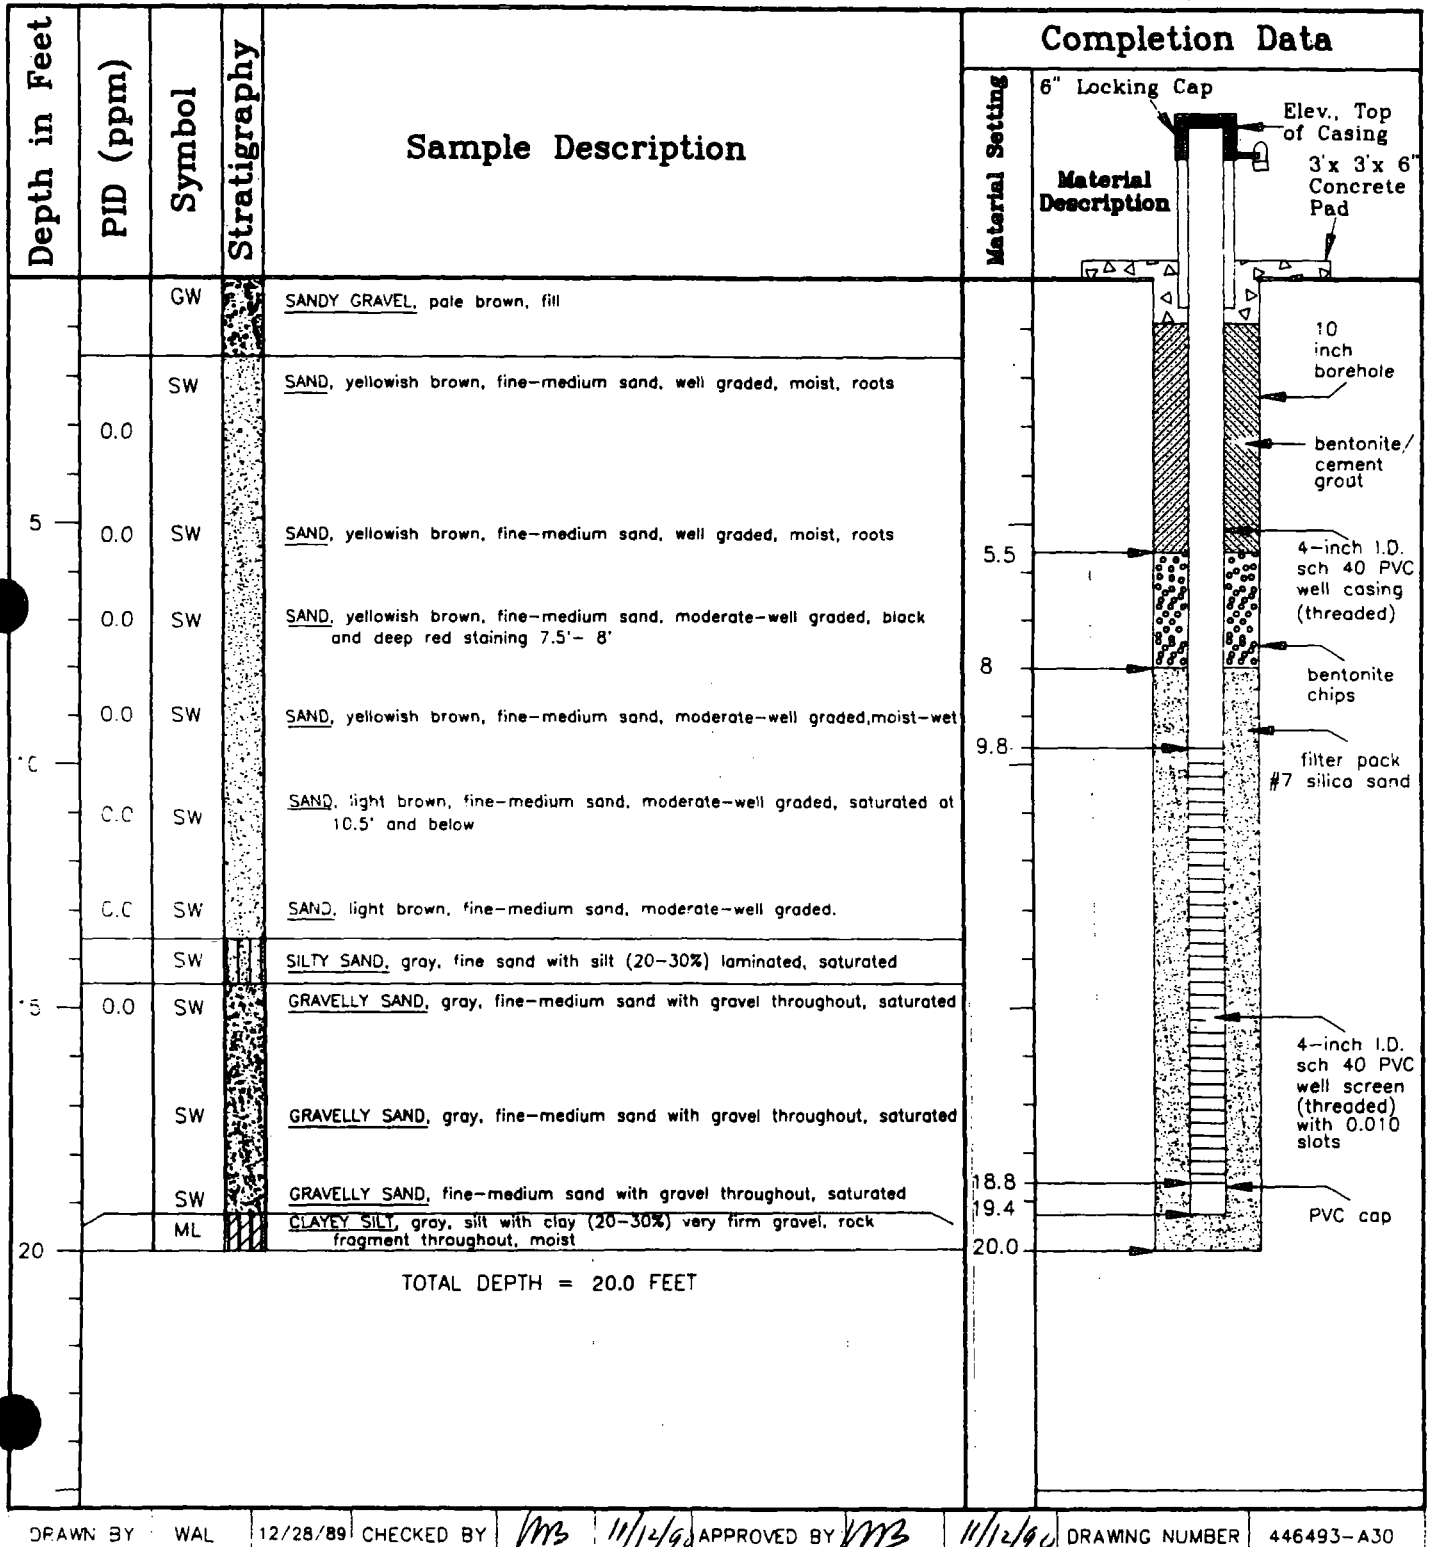 Completion Data
Depth in Feet
PID (ppm)
Symbol
Stratigraphy
Sample Description
Material Setting
6" Locking Cap
Elev., Top
of Casing
3'x 3'x 6"
Concrete
Pad
Material
Description
GW SANDY GRAVEL, pale brown, fill
SW SAND, yellowish brown, fine-medium sand, well graded, moist, roots
0.0
5 0.0 SW SAND, yellowish brown, fine-medium sand, well graded, moist, roots
0.0 SW SAND, yellowish brown, fine-medium sand, moderate-well graded, black
and deep red staining 7.5'- 8'
0.0 SW SAND, yellowish brown, fine-medium sand, moderate-well graded,moist-wet
SW SAND, light brown, fine-medium sand, moderate-well graded, saturated at
10.5' and below
SW SAND, light brown, fine-medium sand, moderate-well graded.
SW SILTY SAND, gray, fine sand with silt (20-30%) laminated, saturated
0.0 SW GRAVELLY SAND, gray, fine-medium sand with gravel throughout, saturated
SW GRAVELLY SAND, gray, fine-medium sand with gravel throughout, saturated
SW GRAVELLY SAND, fine-medium sand with gravel throughout, saturated
ML CLAYEY SILT, gray, silt with clay (20-30%) very firm gravel, rock
fragment throughout, moist
20
TOTAL DEPTH = 20.0 FEET
10
inch
borehole
bentonite/
cement
grout
5.5
4-inch I.D.
sch 40 PVC
well casing
(threaded)
8
bentonite
chips
9.8
filter pack
#7 silica sand
4-inch I.D.
sch 40 PVC
well screen
(threaded)
with 0.010
slots
18.8
19.4
PVC cap
20.0
DRAWN BY WAL 12/28/89 CHECKED BY 11/12/90 APPROVED BY 11/12/90 DRAWING NUMBER 446493-A30